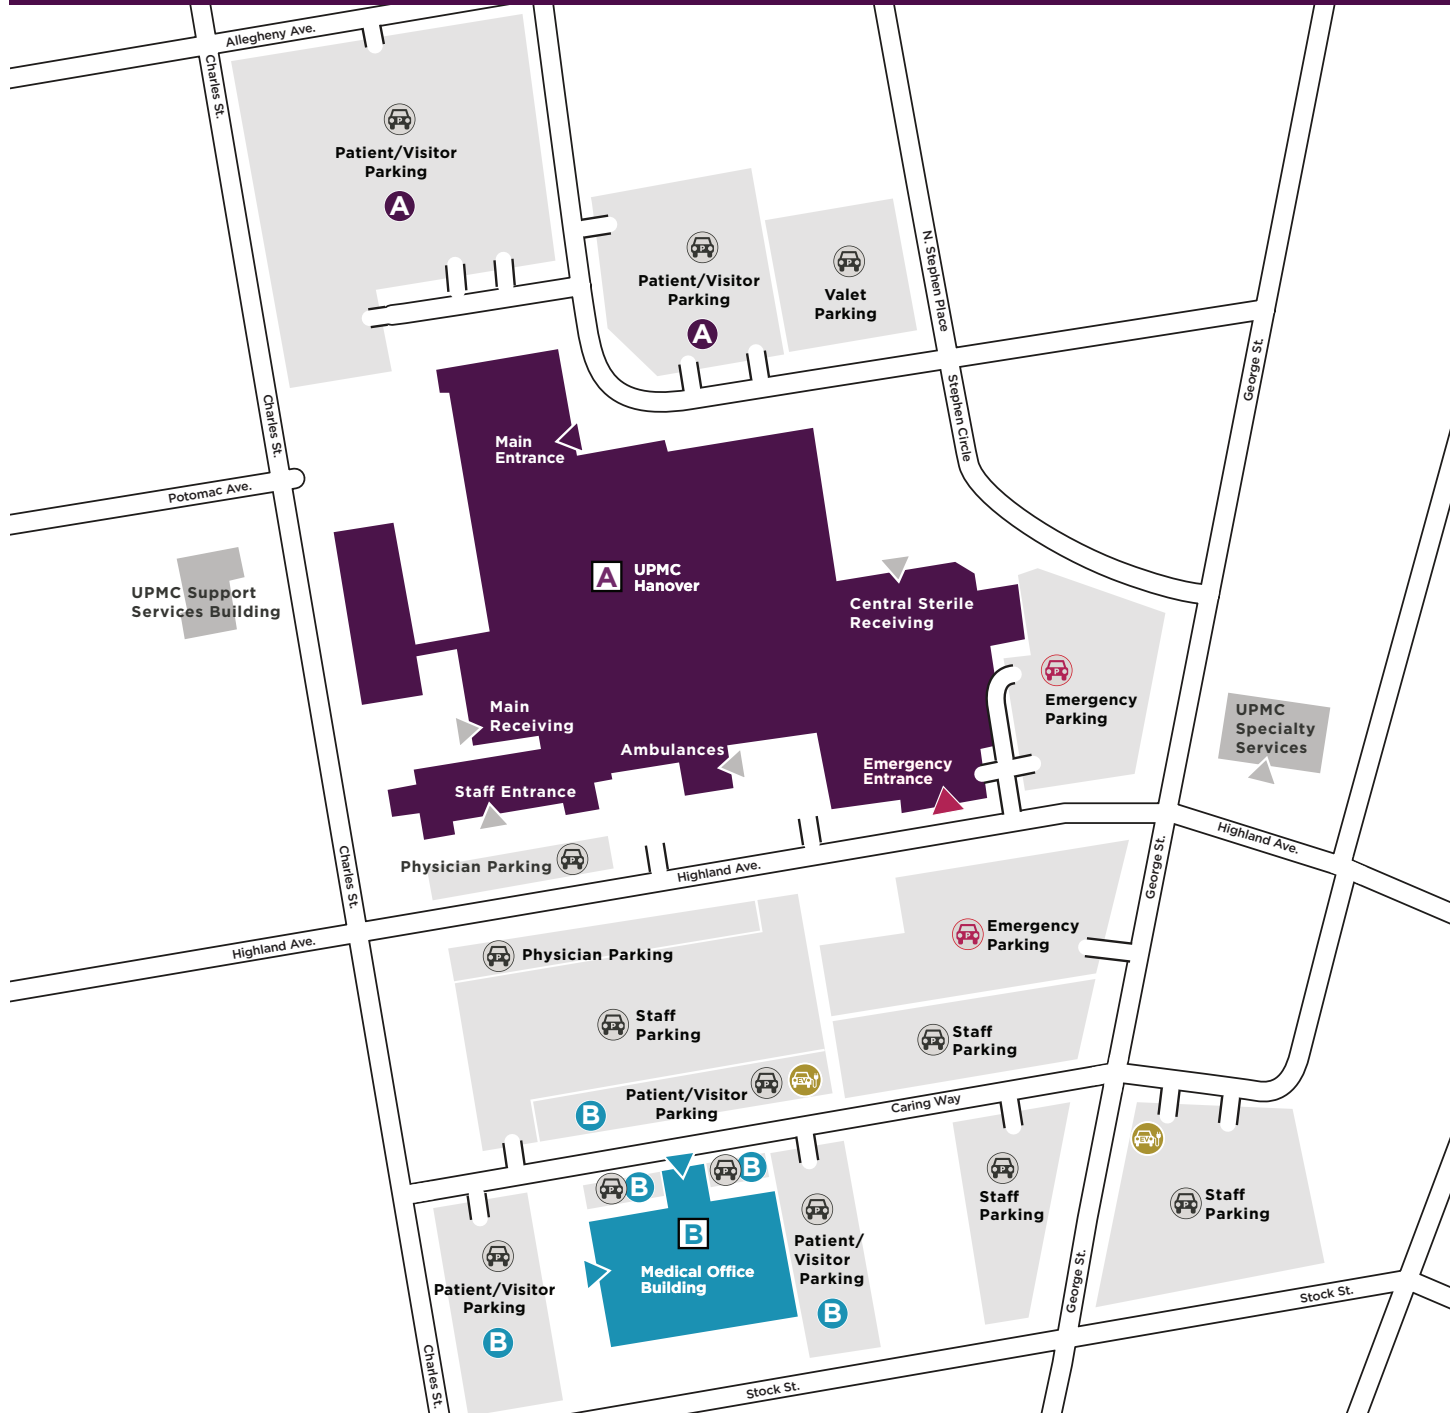 Allegheny Ave.
Charles St.
Patient/Visitor
Parking
A
N. Stephen Place
Patient/Visitor
Parking
A
Valet
Parking
George St.
Stephen Circle
Charles St.
Main
Entrance
Potomac Ave.
A
UPMC
Hanover
UPMC Support
Services Building
Central Sterile
Receiving
Emergency
Parking
Main
Receiving
UPMC
Specialty
Services
Ambulances
Emergency
Entrance
Staff Entrance
Physician Parking
Charles St.
Highland Ave.
Highland Ave.
George St.
Highland Ave.
Physician Parking
Emergency
Parking
Staff
Parking
Staff
Parking
Patient/Visitor
Parking
B
EV
Caring Way
EV
B
B
Staff
Parking
Staff
Parking
B
Medical Office
Building
Patient/
Visitor
Parking
B
Patient/Visitor
Parking
B
George St.
Stock St.
Charles St.
Stock St.